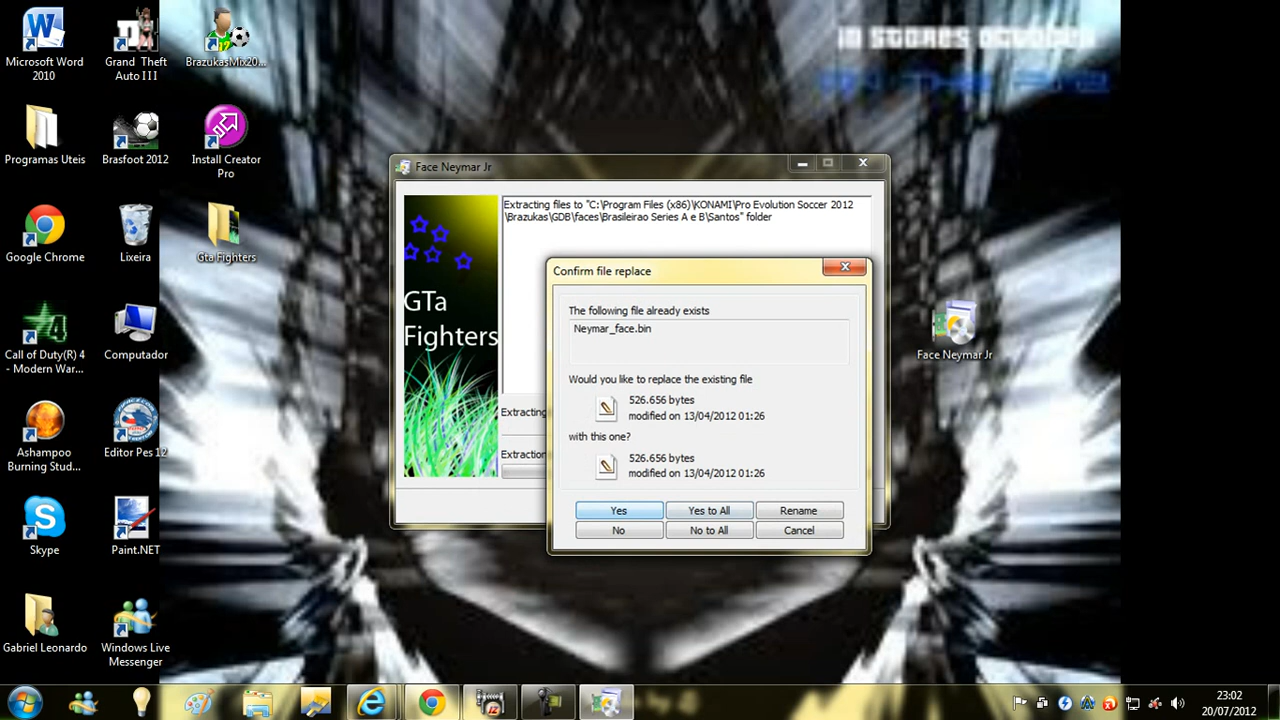 Microsoft Word
2010
Grand Theft
Auto III
BrazukasMix20...
IN STORES OCTOBER
Programas Uteis
Brasfoot 2012
Install Creator
Pro
Google Chrome
Lixeira
Gta Fighters
Call of Duty(R) 4
- Modern War...
Computador
Ashampoo
Burning Stud...
Editor Pes 12
Skype
Paint.NET
Gabriel Leonardo
Windows Live
Messenger
Face Neymar Jr
Face Neymar Jr
Extracting files to "C:\Program Files (x86)\KONAMI\Pro Evolution Soccer 2012
\Brazukas\GDB\faces\Brasileirao Series A e B\Santos" folder
GTa
Fighters
Extracting
Extraction
Confirm file replace
The following file already exists
Neymar_face.bin
Would you like to replace the existing file
526.656 bytes
modified on 13/04/2012 01:26
with this one?
526.656 bytes
modified on 13/04/2012 01:26
Yes
Yes to All
Rename
No
No to All
Cancel
23:02
20/07/2012